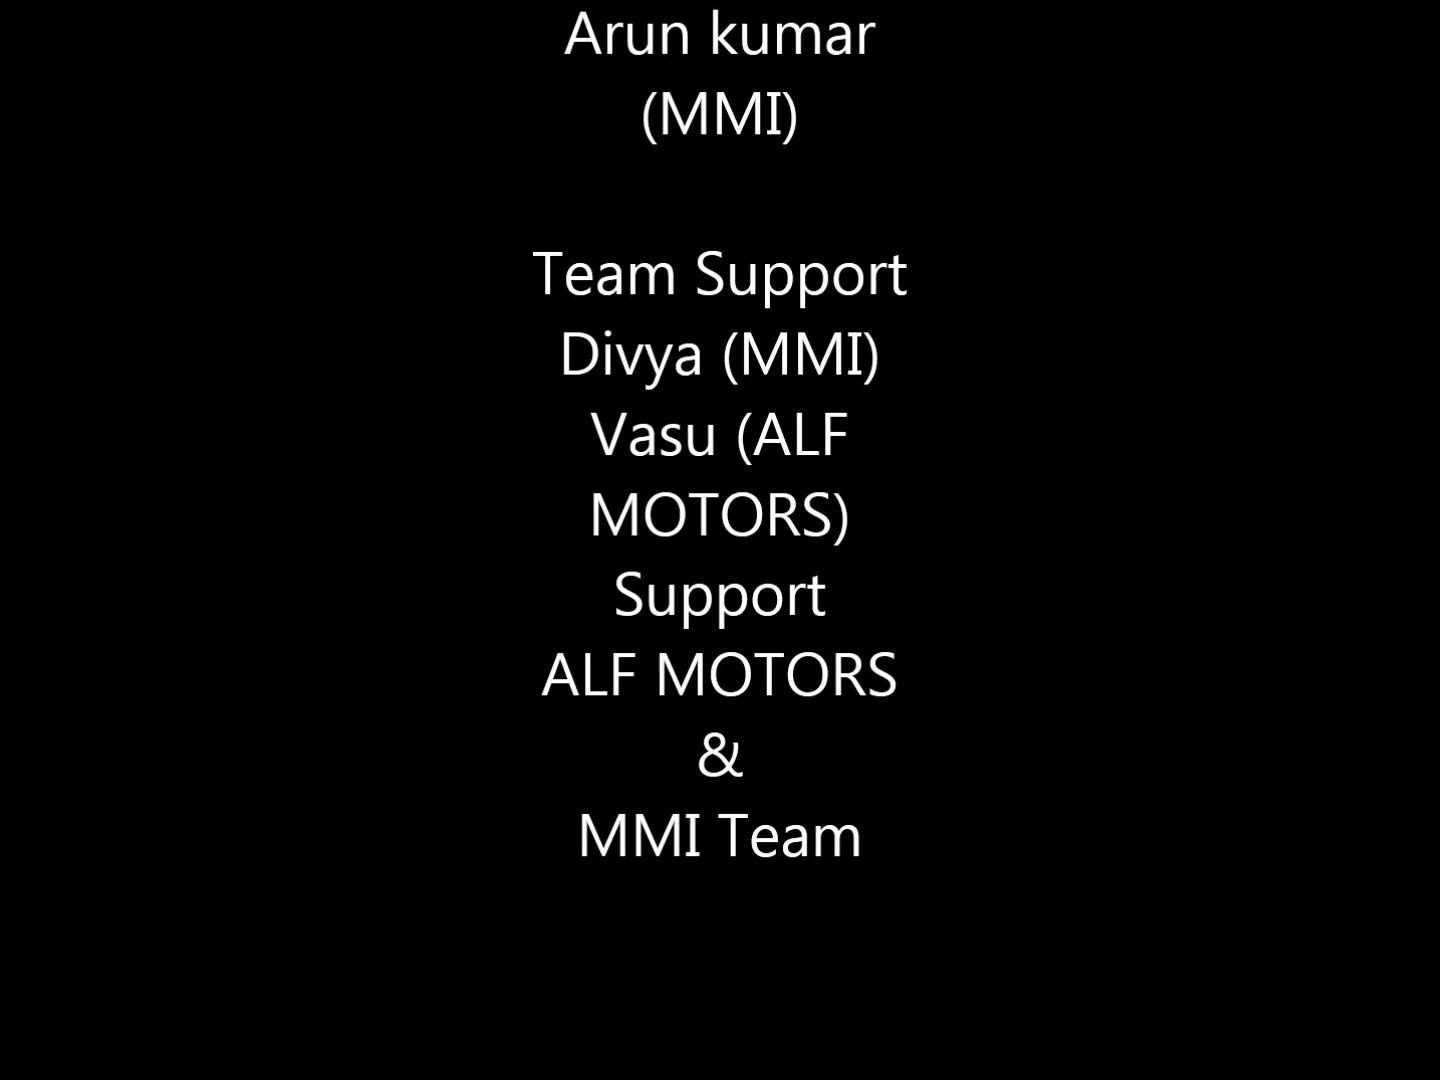 Arun kumar
(MMI)
Team Support
Divya (MMI)
Vasu (ALF
MOTORS)
Support
ALF MOTORS
&
MMI Team